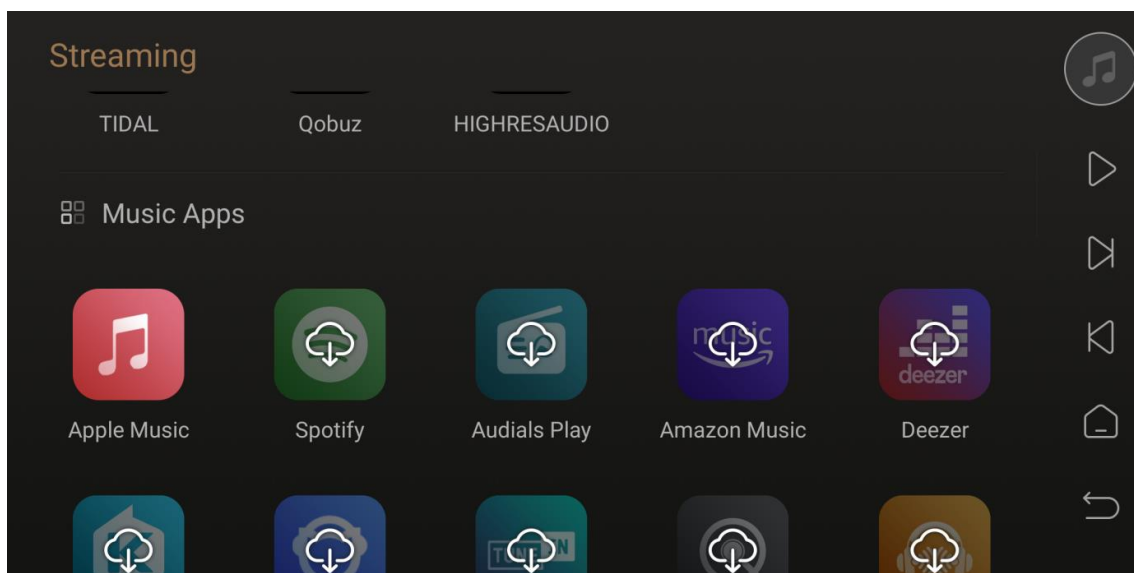 Streaming
TIDAL
Qobuz
HIGHRESAUDIO
Music Apps
music
deezer
Apple Music
Spotify
Audials Play
Amazon Music
Deezer